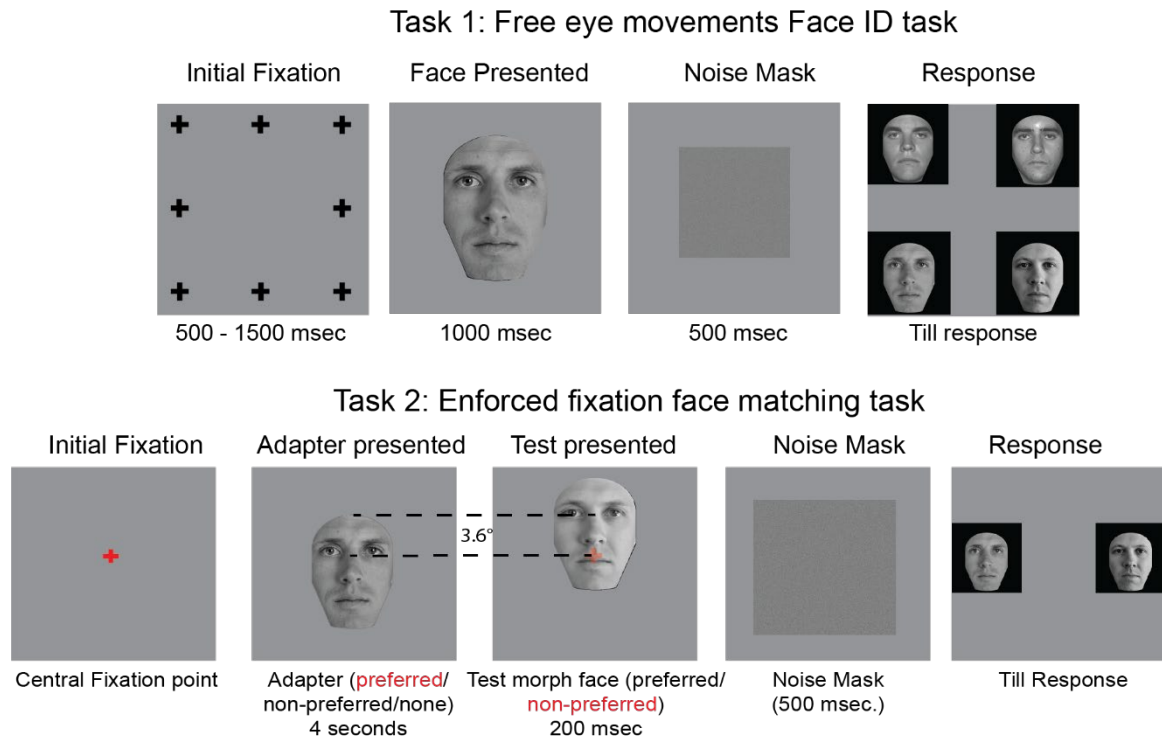 Task 1: Free eye movements Face ID task
Initial Fixation
Face Presented
Noise Mask
Response
500 - 1500 msec
1000 msec
500 msec
Till response
Task 2: Enforced fixation face matching task
Initial Fixation
Adapter presented
Test presented
Noise Mask
Response
3.6°
Central Fixation point
Adapter (preferred/
non-preferred/none)
4 seconds
Test morph face (preferred/
non-preferred)
200 msec
Noise Mask
(500 msec.)
Till Response